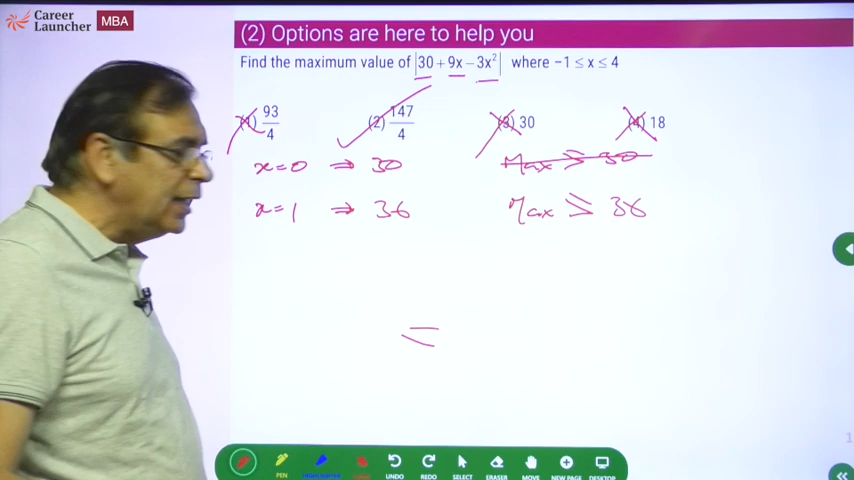 Career
Launcher MBA
(2) Options are here to help you
Find the maximum value of |30 + 9x – 3x²| where –1 ≤ x ≤ 4
(1) 93/4 (2) 147/4 (3) 30 (4) 18
x=0 ⇒ 30 Max ≥ 30
x=1 ⇒ 36 Max ≥ 36
=
1
PEN HIGHLIGHTER UNDO REDO SELECT ERASER MOVE NEW PAGE DESKTOP